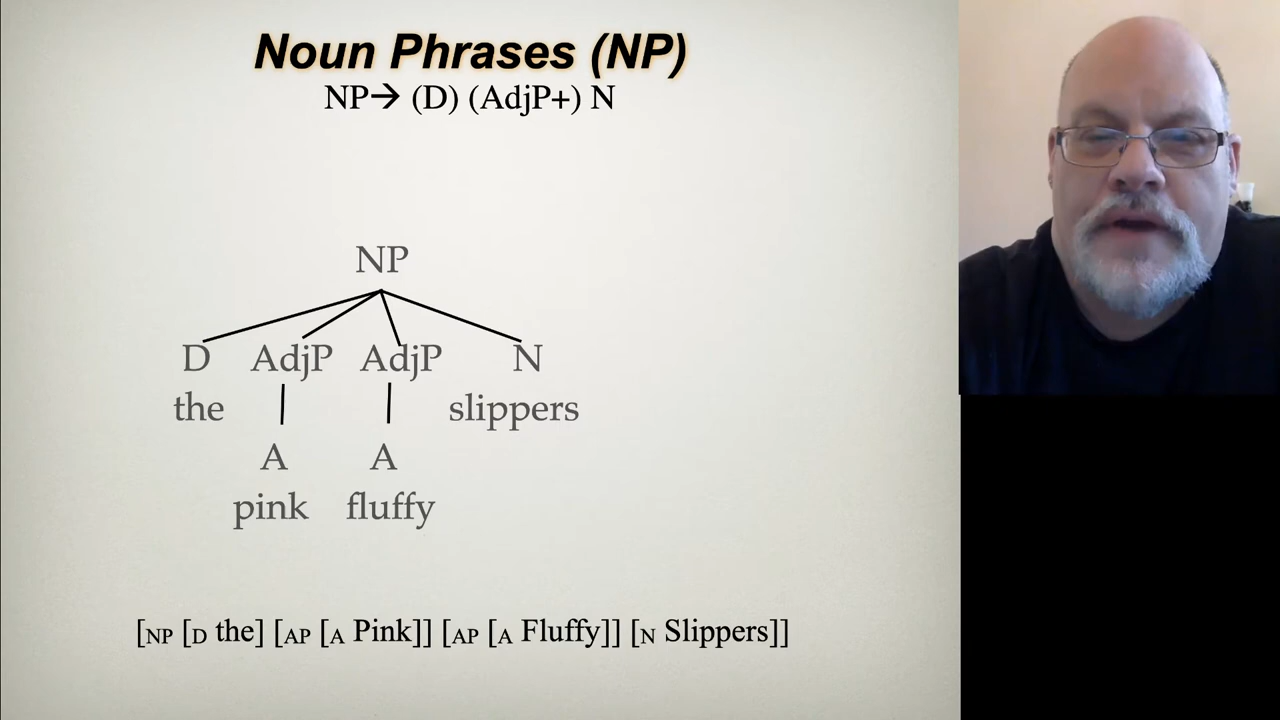 Noun Phrases (NP)
NP→ (D) (AdjP+) N
NP
D AdjP AdjP N
the slippers
A A
pink fluffy
[NP [D the] [AP [A Pink]] [AP [A Fluffy]] [N Slippers]]